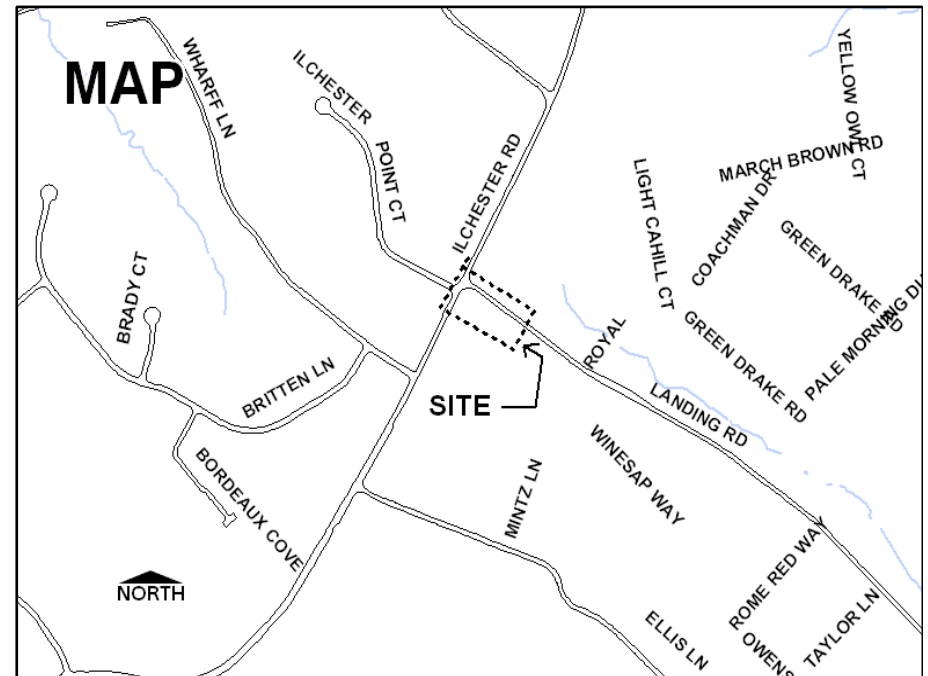 MAP
WHARFF LN
ILCHESTER
POINT CT
ILCHESTER RD
YELLOW OWL CT
MARCH BROWN RD
LIGHT CAHILL CT
COACHMAN DR
GREEN DRAKE RD
PALE MORNING DU
GREEN DRAKE RD
BRADY CT
BRITTEN LN
SITE
ROYAL
LANDING RD
WINESAP WAY
MINTZ LN
BORDEAUX COVE
NORTH
ROME RED WAY
TAYLOR LN
ELLIS LN
OWENS